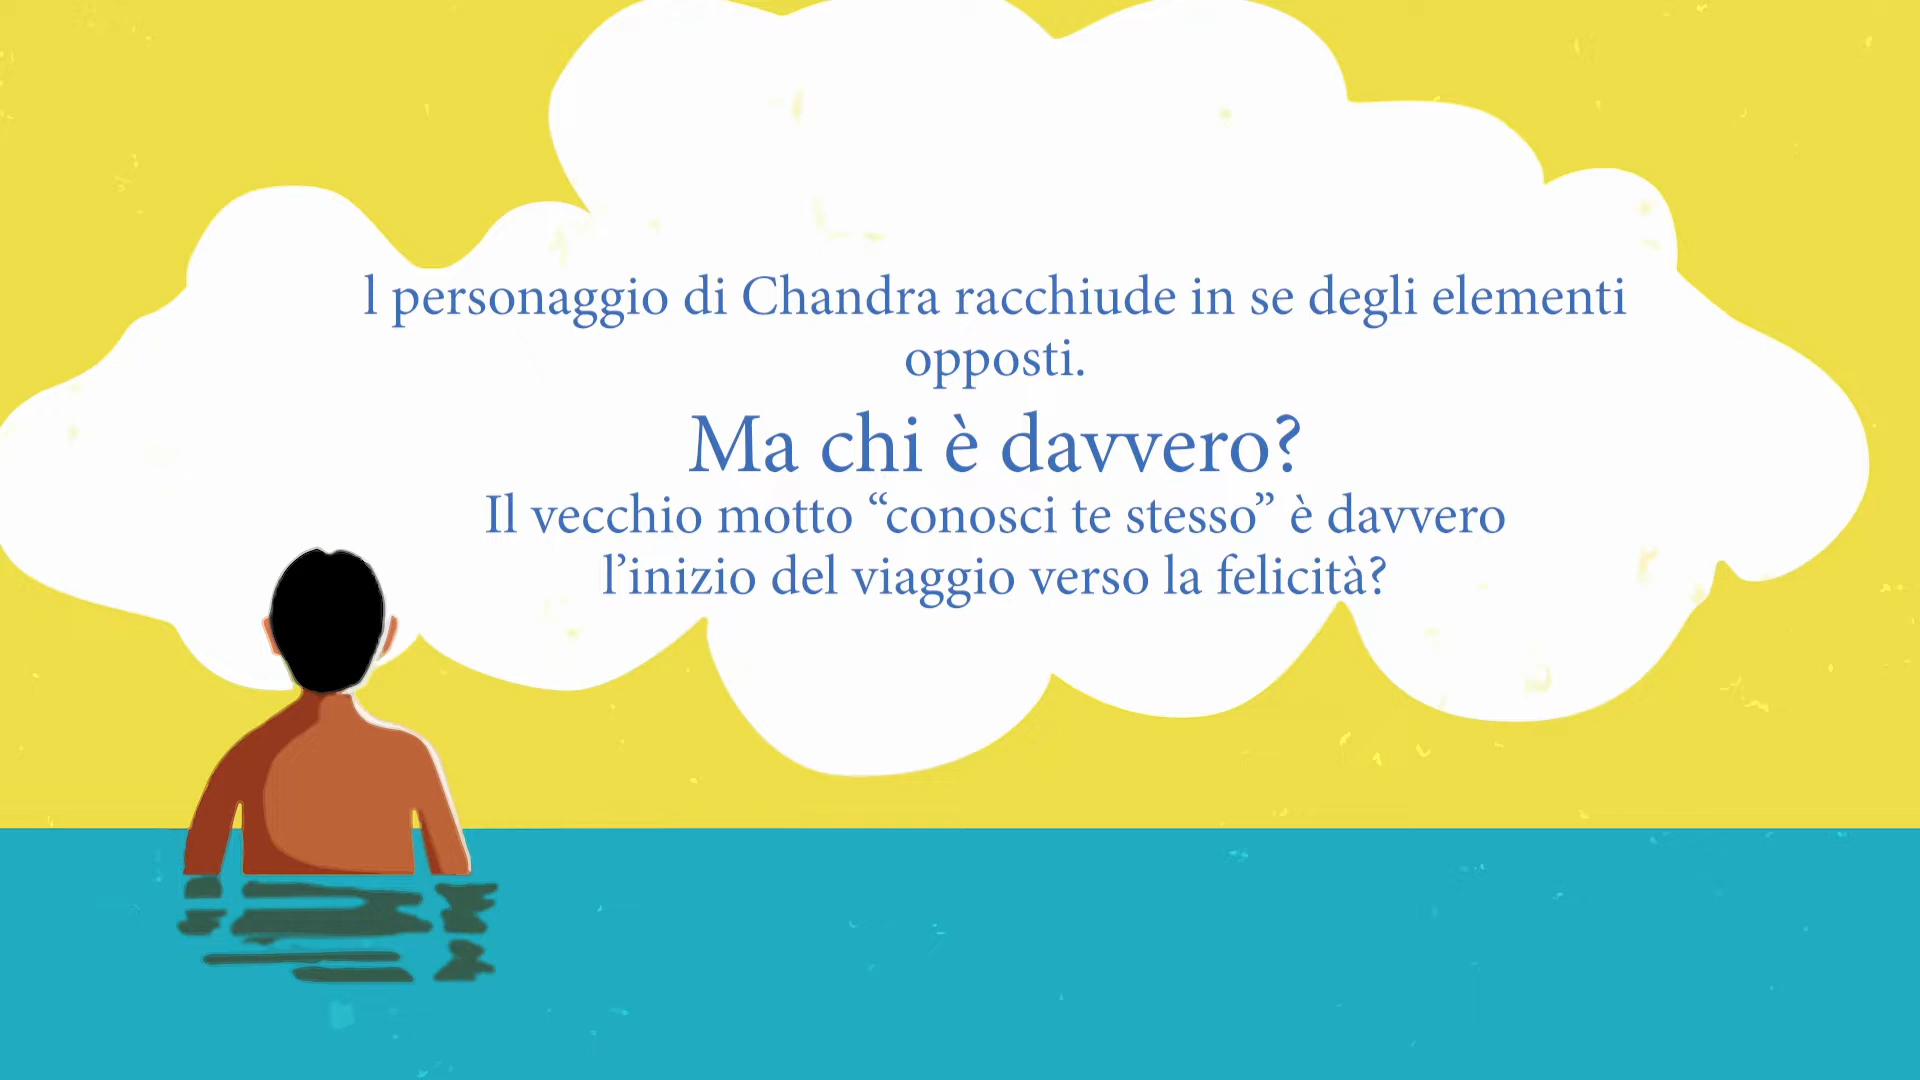 l personaggio di Chandra racchiude in se degli elementi
opposti.
Ma chi è davvero?
Il vecchio motto “conosci te stesso” è davvero
l’inizio del viaggio verso la felicità?